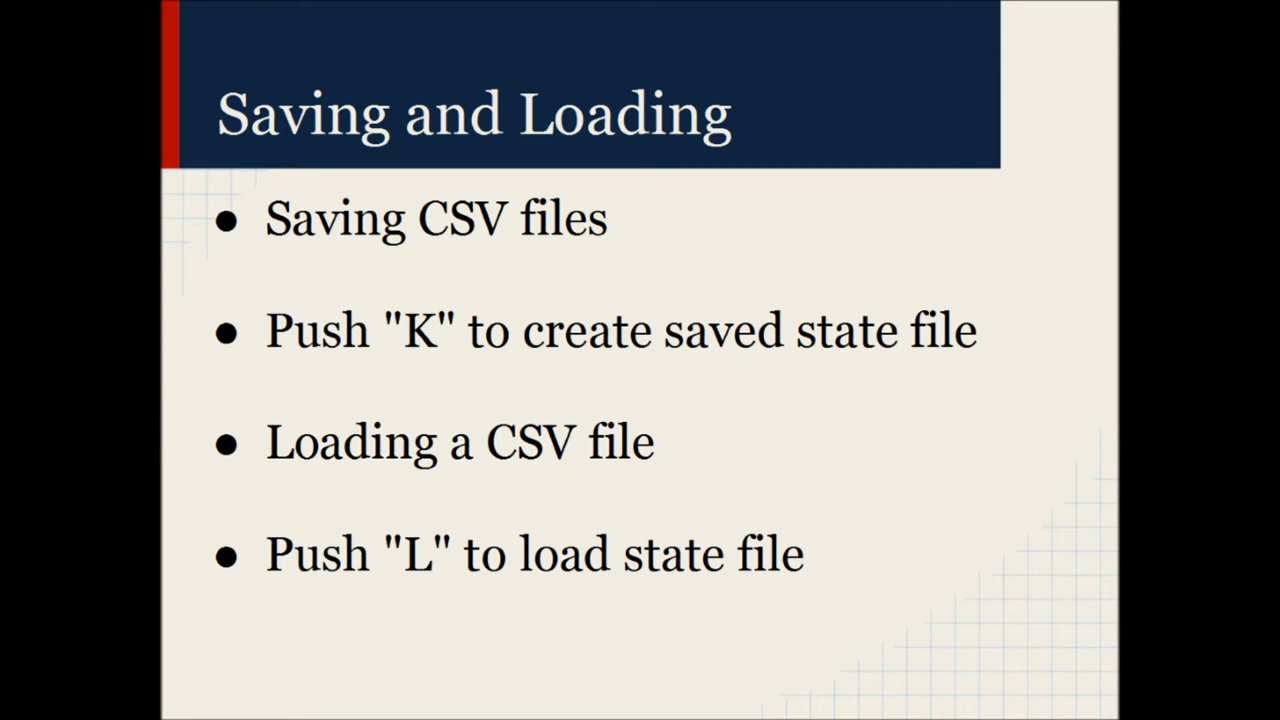 Saving and Loading
● Saving CSV files
● Push "K" to create saved state file
● Loading a CSV file
● Push "L" to load state file